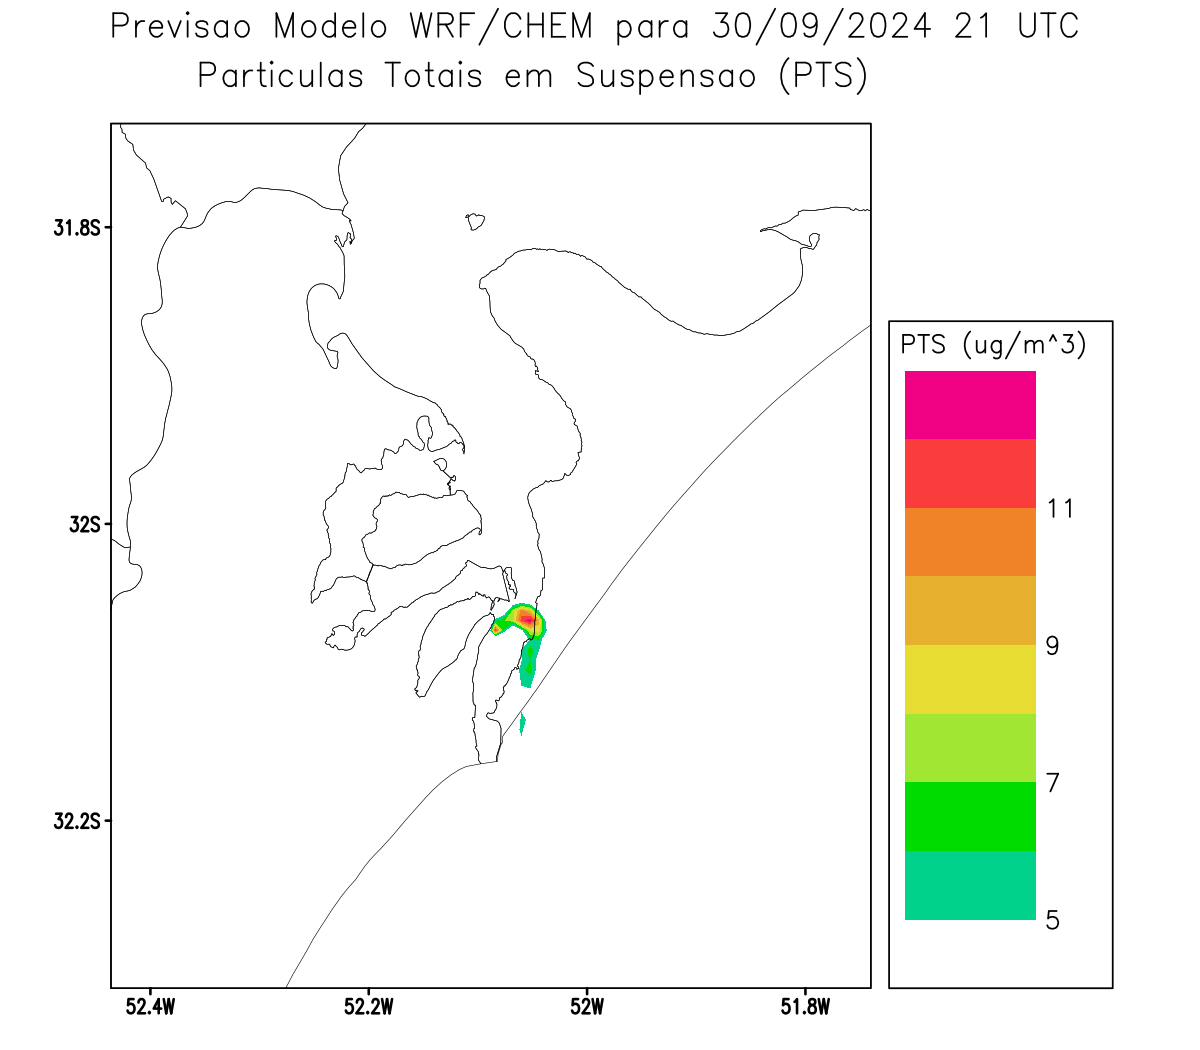 Previsao Modelo WRF/CHEM para 30/09/2024 21 UTC
Particulas Totais em Suspensao (PTS)
31.8S
32S
32.2S
52.4W
52.2W
52W
51.8W
PTS (ug/m^3)
11
9
7
5